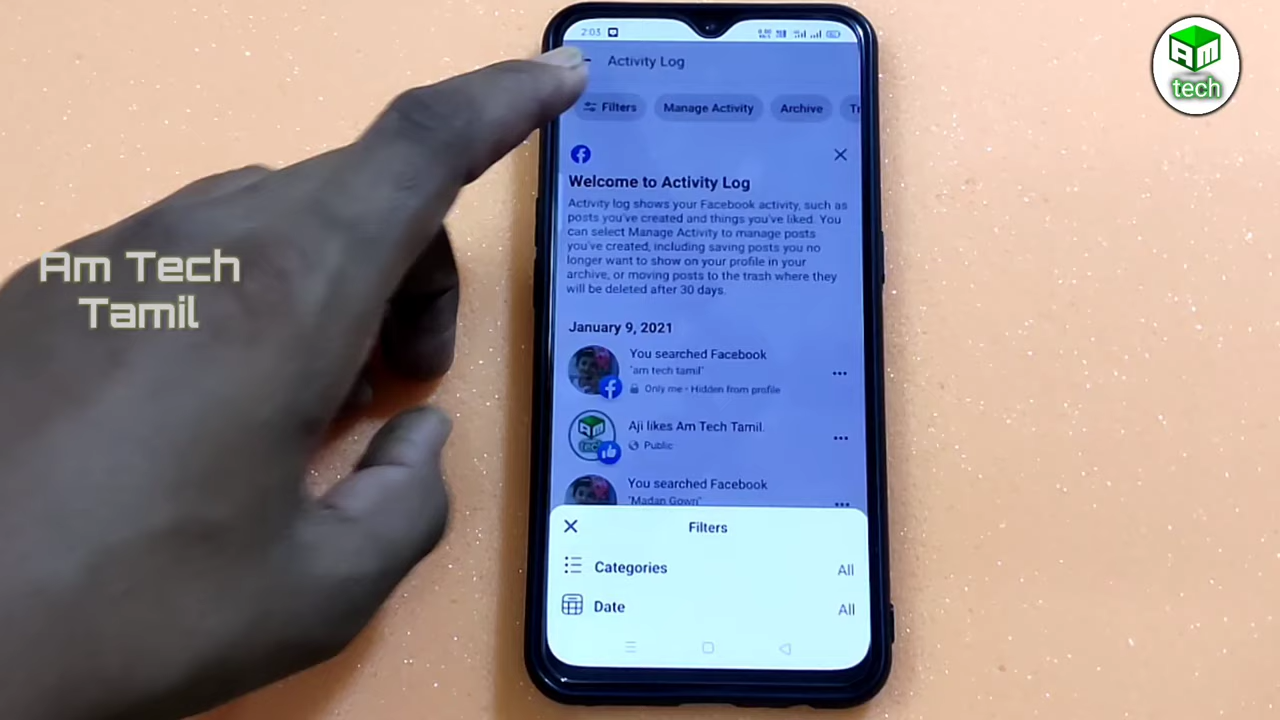 2:03
Activity Log
Filters
Manage Activity
Archive
Tr
Welcome to Activity Log
Activity log shows your Facebook activity, such as
posts you've created and things you've liked. You
can select Manage Activity to manage posts
you've created, including saving posts you no
longer want to show on your profile in your
archive, or moving posts to the trash where they
will be deleted after 30 days.
January 9, 2021
You searched Facebook
"am tech tamil"
Only me - Hidden from profile
Aji likes Am Tech Tamil.
Public
You searched Facebook
"Madan Gown"
Filters
Categories All
Date All
Am Tech
Tamil
AM
tech